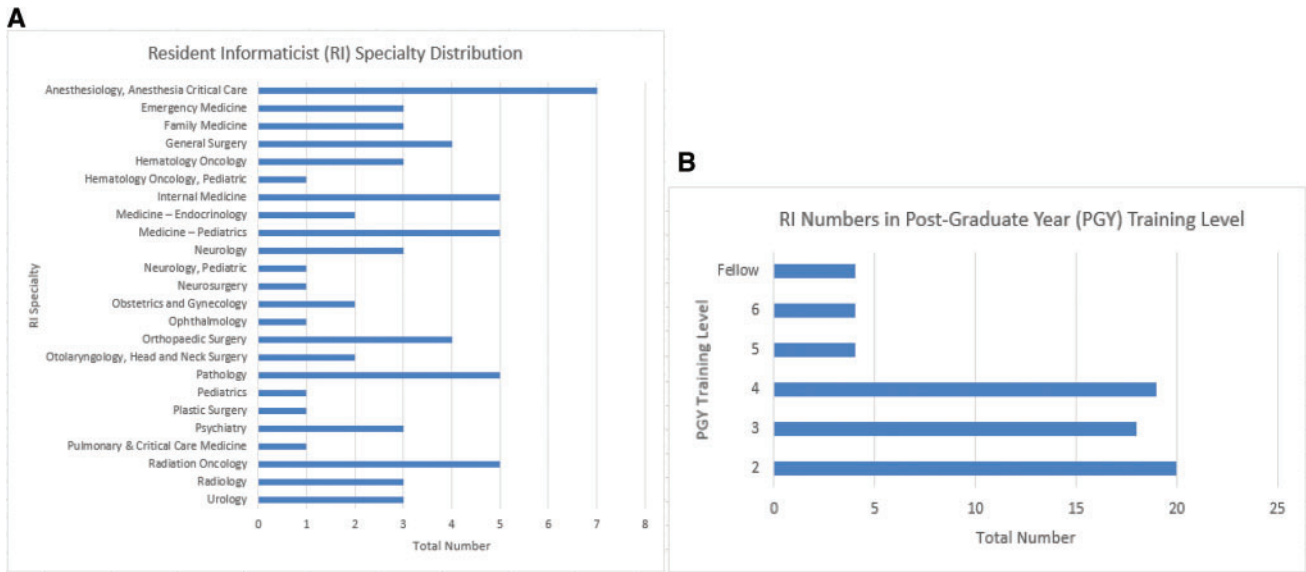 A
Resident Informaticist (RI) Specialty Distribution
RI Specialty
Anesthesiology, Anesthesia Critical Care
Emergency Medicine
Family Medicine
General Surgery
Hematology Oncology
Hematology Oncology, Pediatric
Internal Medicine
Medicine – Endocrinology
Medicine – Pediatrics
Neurology
Neurology, Pediatric
Neurosurgery
Obstetrics and Gynecology
Ophthalmology
Orthopaedic Surgery
Otolaryngology, Head and Neck Surgery
Pathology
Pediatrics
Plastic Surgery
Psychiatry
Pulmonary & Critical Care Medicine
Radiation Oncology
Radiology
Urology
0 1 2 3 4 5 6 7 8
Total Number
B
RI Numbers in Post-Graduate Year (PGY) Training Level
PGY Training Level
Fellow
6
5
4
3
2
0 5 10 15 20 25
Total Number